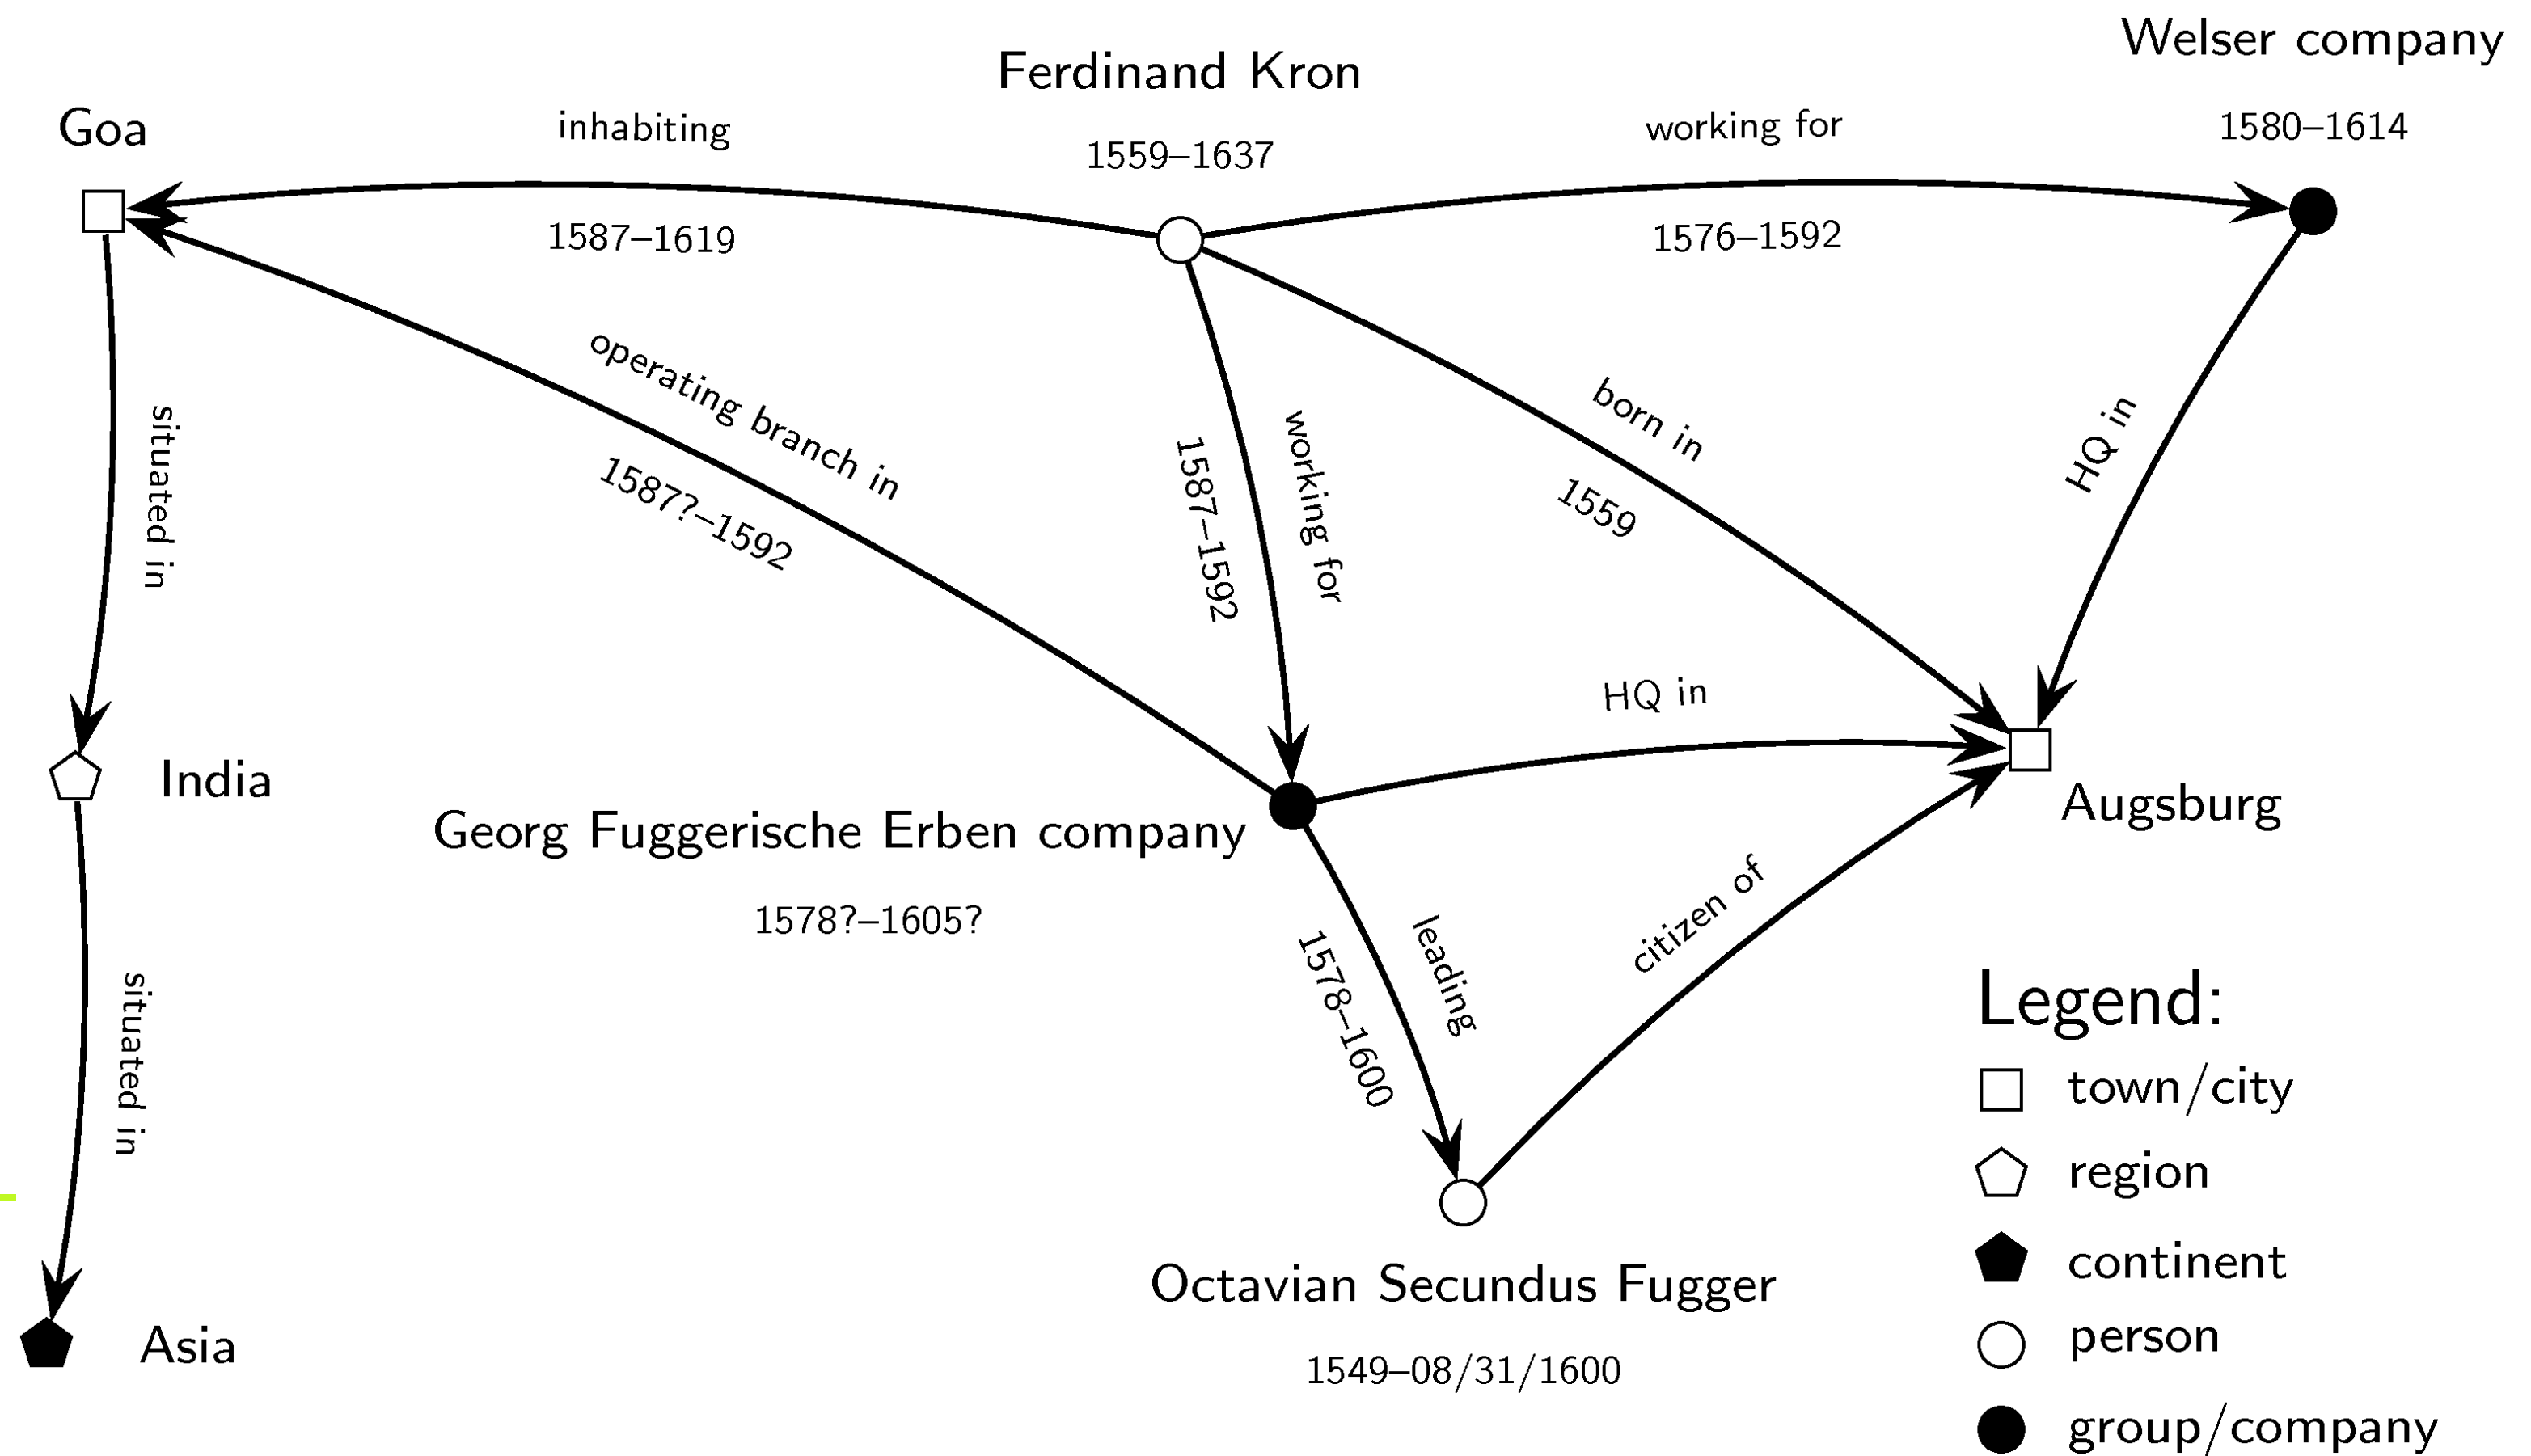 Welser company
1580–1614
Ferdinand Kron
1559–1637
Goa
inhabiting
1587–1619
working for
1576–1592
operating branch in
1587?–1592
working for
1587–1592
born in
1559
HQ in
situated in
HQ in
India
Georg Fuggerische Erben company
1578?–1605?
Augsburg
leading
1578–1600
citizen of
situated in
Asia
Octavian Secundus Fugger
1549–08/31/1600
Legend:
town/city
region
continent
person
group/company